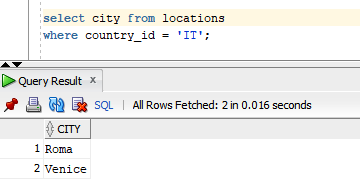 select city from locations
where country_id = 'IT';
Query Result x
SQL | All Rows Fetched: 2 in 0.016 seconds
CITY
1 Roma
2 Venice